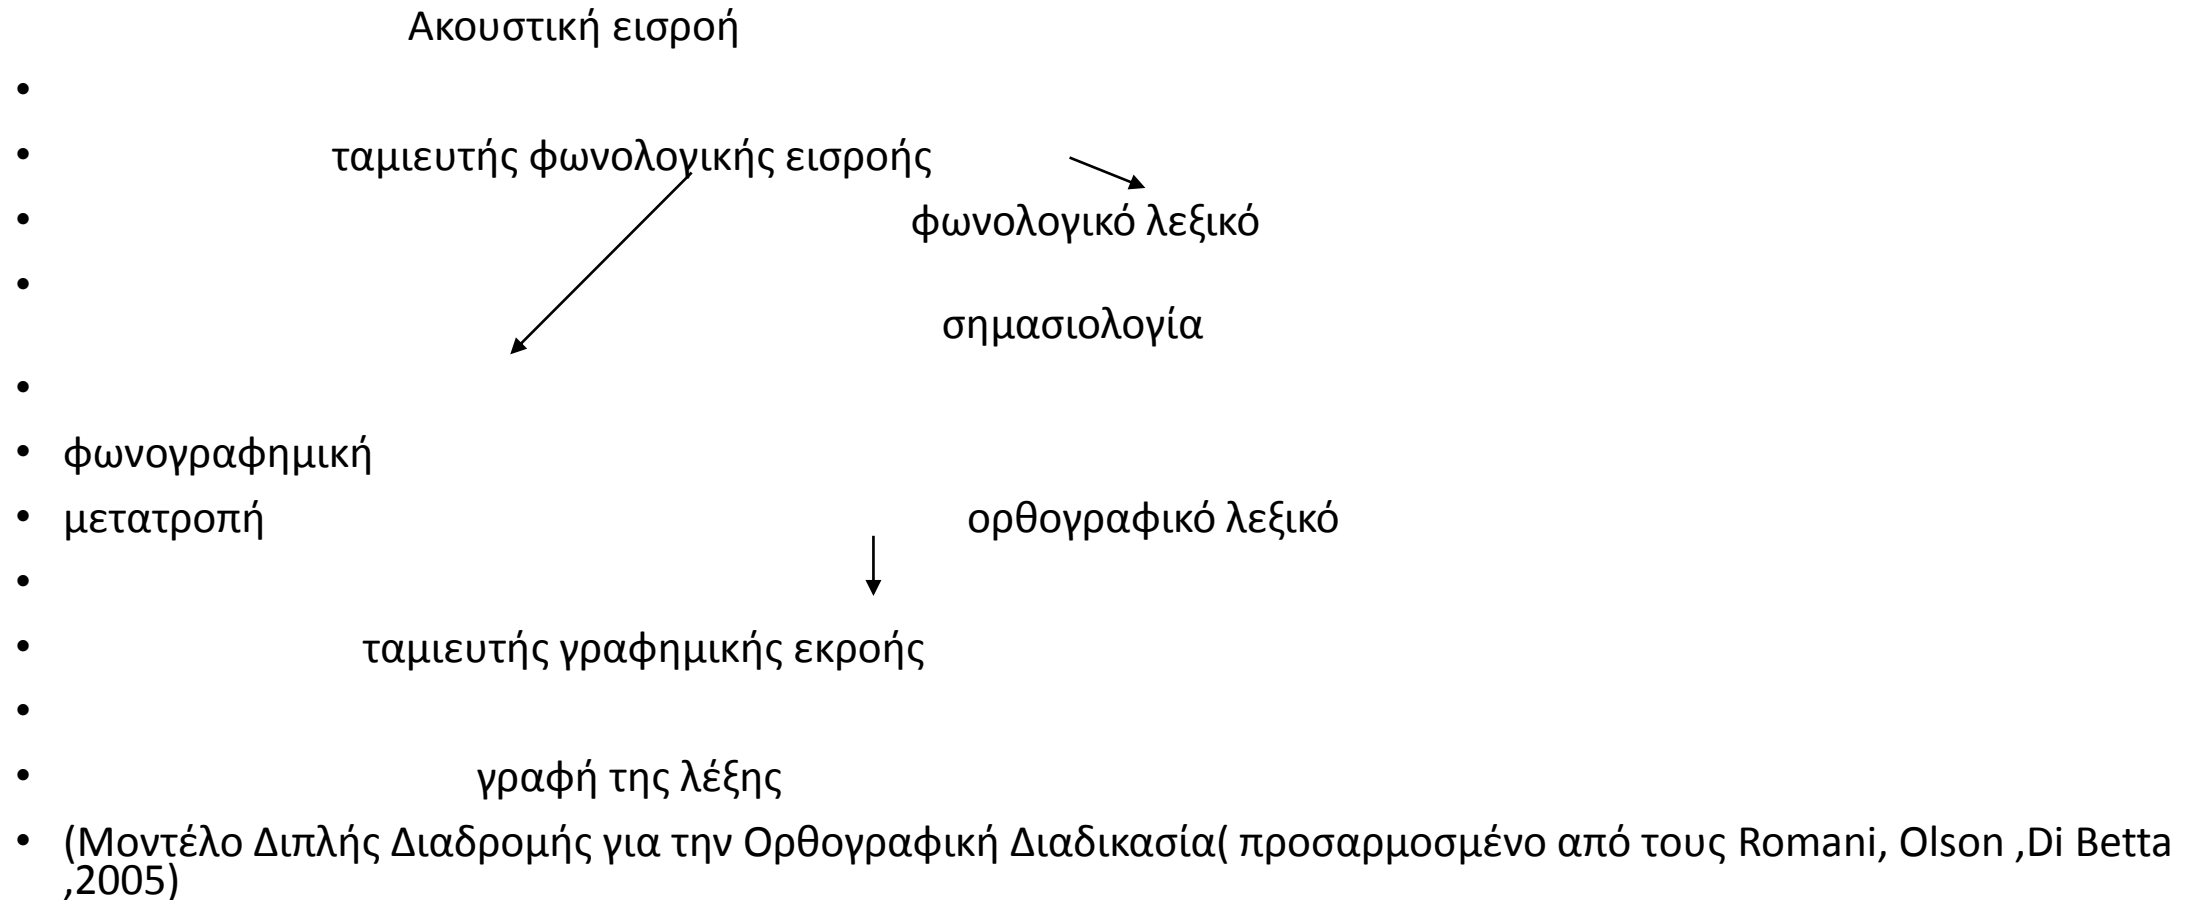 Ακουστική εισροή
ταμιευτής φωνολογικής εισροής
φωνολογικό λεξικό
σημασιολογία
φωνογραφημική
μετατροπή ορθογραφικό λεξικό
ταμιευτής γραφημικής εκροής
γραφή της λέξης
(Μοντέλο Διπλής Διαδρομής για την Ορθογραφική Διαδικασία( προσαρμοσμένο από τους Romani, Olson ,Di Betta
,2005)